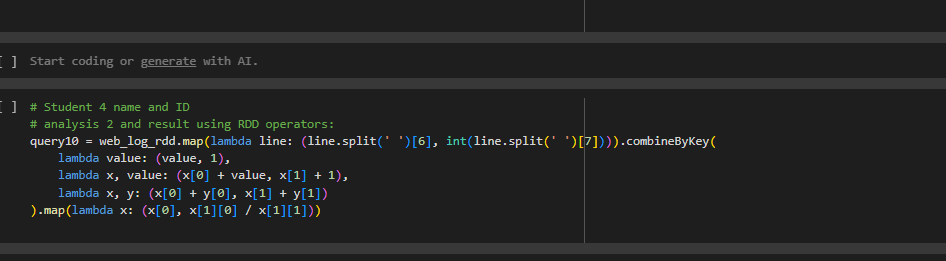 [ ] Start coding or generate with AI.
[ ] # Student 4 name and ID
# analysis 2 and result using RDD operators:
query10 = web_log_rdd.map(lambda line: (line.split(' ')[6], int(line.split(' ')[7]))).combineByKey(
    lambda value: (value, 1),
    lambda x, value: (x[0] + value, x[1] + 1),
    lambda x, y: (x[0] + y[0], x[1] + y[1])
).map(lambda x: (x[0], x[1][0] / x[1][1]))